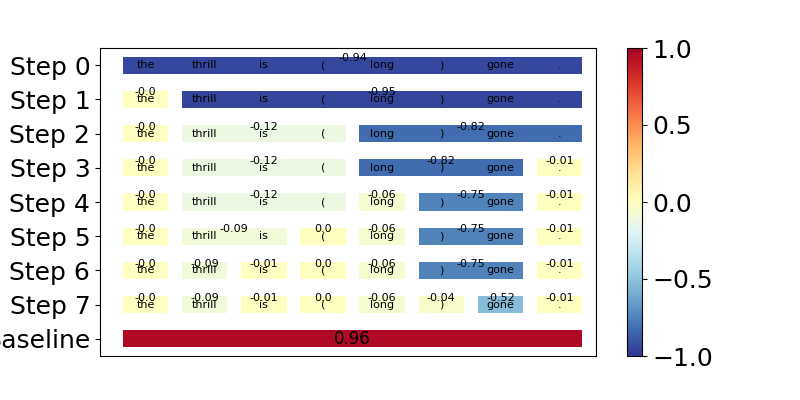 -0.94
Step 0 the thrill is ( long ) gone .
-0.0 -0.95
Step 1 the thrill is ( long ) gone .
-0.0 -0.12 -0.82
Step 2 the thrill is ( long ) gone .
-0.0 -0.12 -0.82 -0.01
Step 3 the thrill is ( long ) gone .
-0.0 -0.12 -0.06 -0.75 -0.01
Step 4 the thrill is ( long ) gone .
-0.0 -0.09 0.0 -0.06 -0.75 -0.01
Step 5 the thrill is ( long ) gone .
-0.0 -0.09 -0.01 0.0 -0.06 -0.75 -0.01
Step 6 the thrill is ( long ) gone .
-0.0 -0.09 -0.01 0.0 -0.06 -0.04 -0.52 -0.01
Step 7 the thrill is ( long ) gone .
aseline 0.96
1.0
0.5
0.0
−0.5
−1.0